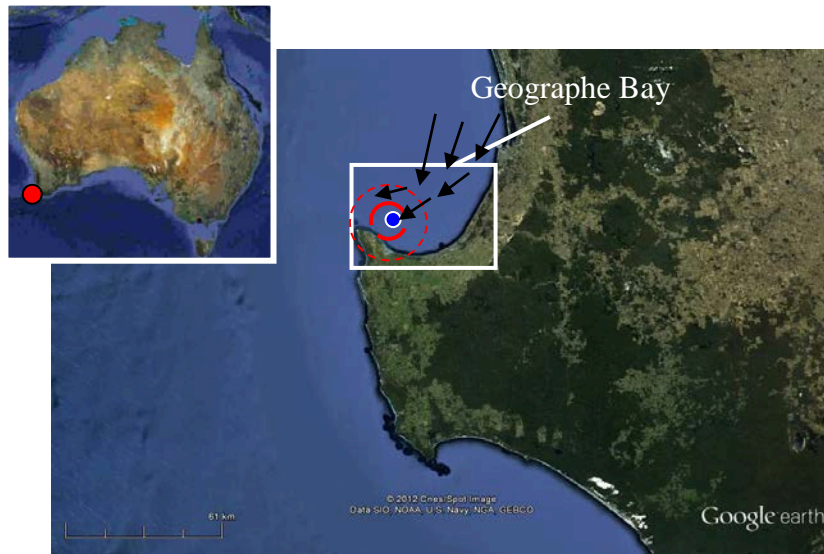 Geographe Bay
© 2012 Cnes/Spot Image
Data SIO, NOAA, U.S. Navy, NGA, GEBCO
61 km
Google earth